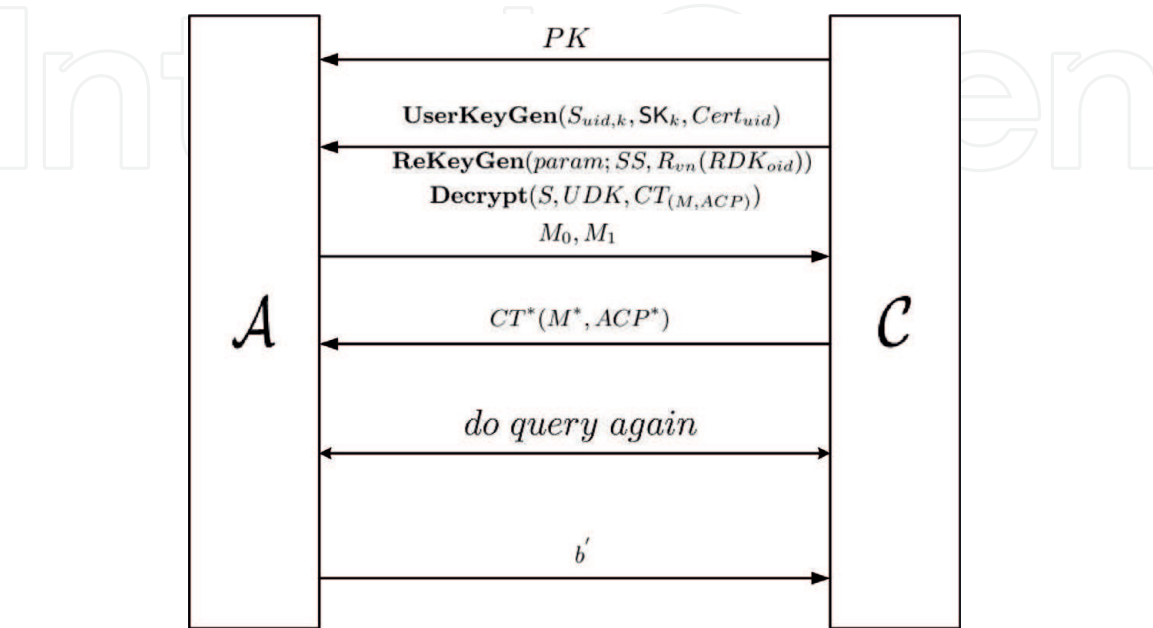 PK
UserKeyGen(S_{uid,k}, SK_k, Cert_{uid})
ReKeyGen(param; SS, R_{vn}(RDK_{oid}))
Decrypt(S, UDK, CT_{(M,ACP)})
M_0, M_1
𝒜
CT^*(M^*, ACP^*)
𝒞
do query again
b'